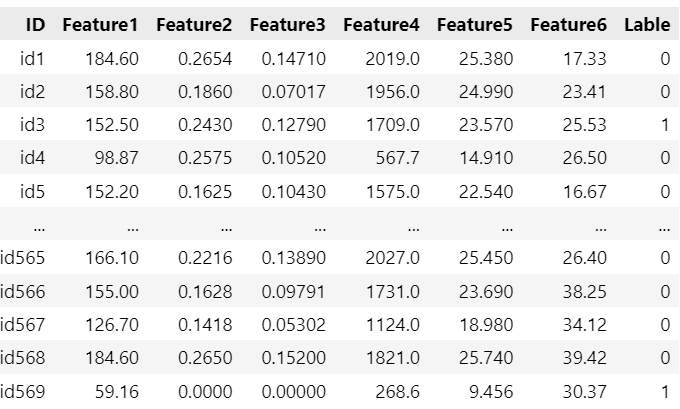 ID Feature1 Feature2 Feature3 Feature4 Feature5 Feature6 Lable
id1 184.60 0.2654 0.14710 2019.0 25.380 17.33 0
id2 158.80 0.1860 0.07017 1956.0 24.990 23.41 0
id3 152.50 0.2430 0.12790 1709.0 23.570 25.53 1
id4 98.87 0.2575 0.10520 567.7 14.910 26.50 0
id5 152.20 0.1625 0.10430 1575.0 22.540 16.67 0
... ... ... ... ... ... ... ...
id565 166.10 0.2216 0.13890 2027.0 25.450 26.40 0
id566 155.00 0.1628 0.09791 1731.0 23.690 38.25 0
id567 126.70 0.1418 0.05302 1124.0 18.980 34.12 0
id568 184.60 0.2650 0.15200 1821.0 25.740 39.42 0
id569 59.16 0.0000 0.00000 268.6 9.456 30.37 1